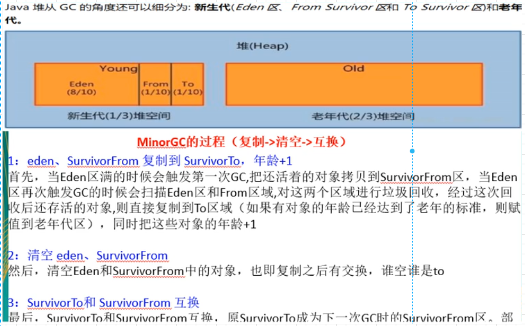 Java 堆从 GC 的角度还可以细分为: 新生代(Eden 区、From Survivor 区和 To Survivor 区)和老年
代。
堆(Heap)
Young
Old
Eden
(8/10)
From
(1/10)
To
(1/10)
新生代(1/3)堆空间
老年代(2/3)堆空间
MinorGC的过程（复制->清空->互换）
1：eden、SurvivorFrom 复制到 SurvivorTo，年龄+1
首先，当Eden区满的时候会触发第一次GC,把还活着的对象拷贝到SurvivorFrom区，当Eden
区再次触发GC的时候会扫描Eden区和From区域,对这两个区域进行垃圾回收，经过这次回
收后还存活的对象,则直接复制到To区域（如果有对象的年龄已经达到了老年的标准，则赋
值到老年代区），同时把这些对象的年龄+1
2：清空 eden、SurvivorFrom
然后，清空Eden和SurvivorFrom中的对象，也即复制之后有交换，谁空谁是to
3：SurvivorTo和 SurvivorFrom 互换
最后，SurvivorTo和SurvivorFrom互换，原SurvivorTo成为下一次GC时的SurvivorFrom区。部